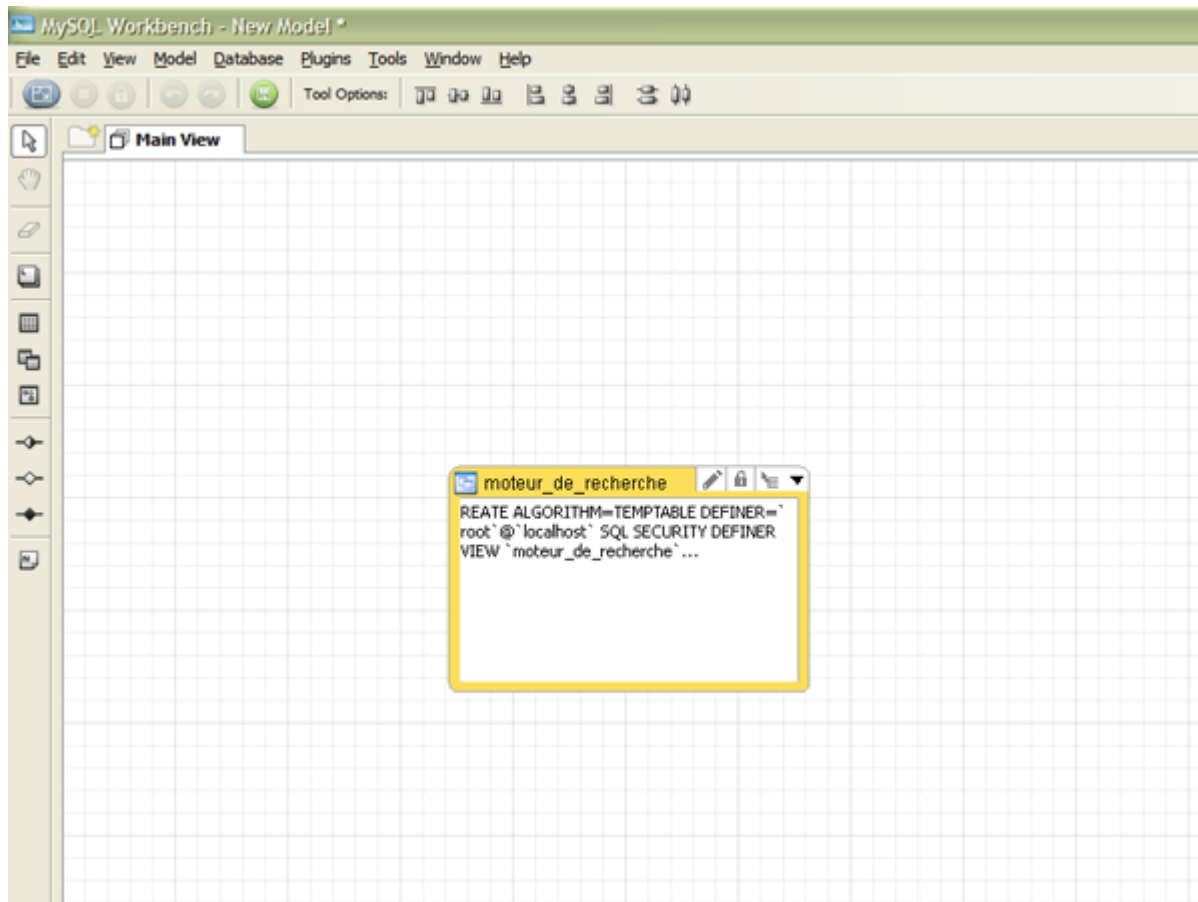 MySQL Workbench - New Model *
File Edit View Model Database Plugins Tools Window Help
Tool Options:
Main View
moteur_de_recherche
REATE ALGORITHM=TEMPTABLE DEFINER=`
root`@`localhost` SQL SECURITY DEFINER
VIEW `moteur_de_recherche`...